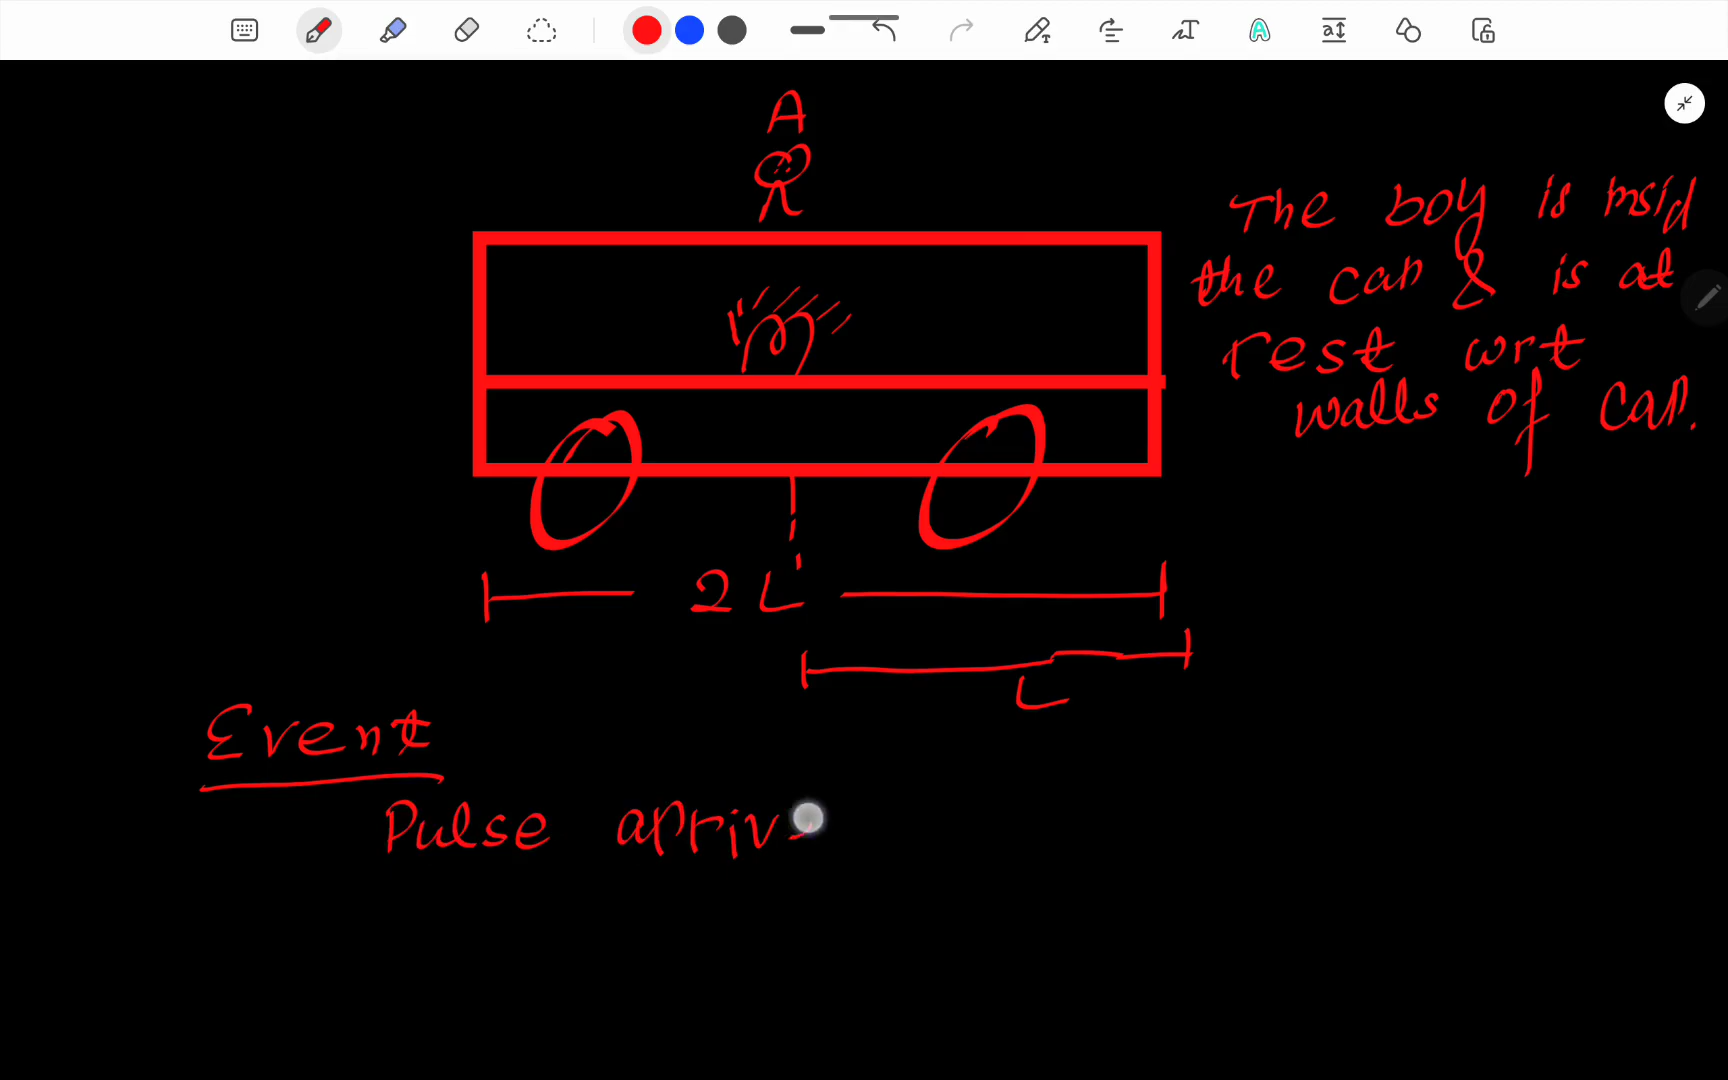 A
The boy is insid
the car & is at
rest wrt
walls of car.
2L
L
Event
Pulse arriv